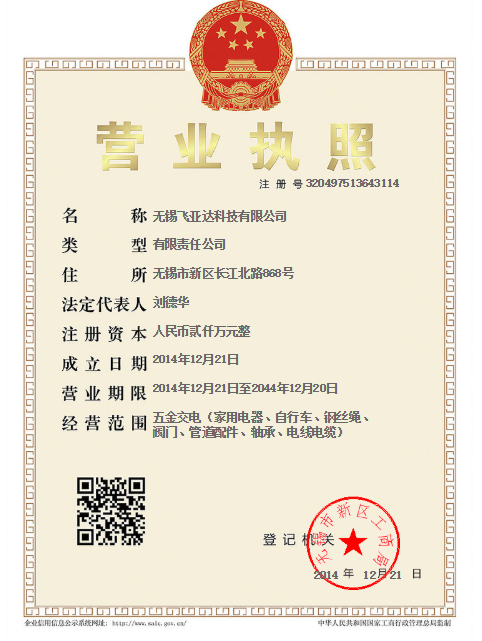 营业执照
注 册 号 320497513643114
名 称 无锡飞亚达科技有限公司
类 型 有限责任公司
住 所 无锡市新区长江北路868号
法定代表人 刘德华
注 册 资 本 人民币贰仟万元整
成 立 日 期 2014年12月21日
营 业 期 限 2014年12月21日至2044年12月20日
经 营 范 围 五金交电（家用电器、自行车、钢丝绳、
阀门、管道配件、轴承、电线电缆）
无锡市新区工商局
登 记 机 关
2014 年 12月21 日
企业信用信息公示系统网址: http://www.saic.gov.cn/
中华人民共和国国家工商行政管理总局监制